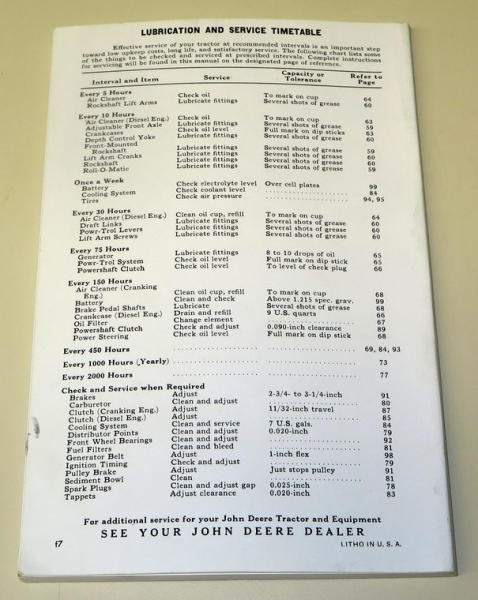 LUBRICATION AND SERVICE TIMETABLE
Effective service of your tractor at recommended intervals is an important step
toward low upkeep costs, long life, and satisfactory service. The following chart lists some
of the things to be checked and serviced at prescribed intervals. Complete instructions
for servicing will be found in this manual on the designated page of reference.
Interval and Item Service Capacity or Tolerance Refer to Page
Every 5 Hours
Air Cleaner Check oil To mark on cup 64
Rockshaft Lift Arms Lubricate fittings Several shots of grease 60
Every 10 Hours
Air Cleaner (Diesel Eng.) Check oil To mark on cup 63
Adjustable Front Axle Lubricate fittings Several shots of grease 59
Crankcases Check oil level Full mark on dip sticks 63
Depth Control Yoke Lubricate fittings Several shots of grease 60
Front-Mounted
Rockshaft Lubricate fittings Several shots of grease 59
Lift Arm Cranks Lubricate fittings Several shots of grease 60
Rockshaft Lubricate fittings Several shots of grease 60
Roll-O-Matic Lubricate fittings Several shots of grease 59
Once a Week
Battery Check electrolyte level Over cell plates 99
Cooling System Check coolant level 84
Tires Check air pressure 94, 95
Every 30 Hours
Air Cleaner (Diesel Eng.) Clean oil cup, refill To mark on cup 64
Draft Links Lubricate fittings Several shots of grease 60
Powr-Trol Levers Lubricate fittings Several shots of grease 60
Lift Arm Screws Lubricate fittings Several shots of grease 60
Every 75 Hours
Generator Lubricate fittings 8 to 10 drops of oil 65
Powr-Trol System Check oil level Full mark on dip stick 65
Powershaft Clutch Check oil level To level of check plug 66
Every 150 Hours
Air Cleaner (Cranking
Eng.) Clean oil cup, refill To mark on cup 68
Battery Clean and check Above 1.215 spec. grav. 99
Brake Pedal Shafts Lubricate Several shots of grease 68
Crankcase (Diesel Eng.) Drain and refill 9 U.S. quarts 66
Oil Filter Change element 67
Powershaft Clutch Check and adjust 0.090-inch clearance 89
Power Steering Check oil level Full mark on dip stick 68
Every 450 Hours 69, 84, 93
Every 1000 Hours (Yearly) 73
Every 2000 Hours 77
Check and Service when Required
Brakes Adjust 2-3/4- to 3-1/4-inch 91
Carburetor Clean and adjust 80
Clutch (Cranking Eng.) Adjust 11/32-inch travel 87
Clutch (Diesel Eng.) Adjust 85
Cooling System Clean and service 7 U.S. gals. 84
Distributor Points Clean and adjust 0.020-inch 79
Front Wheel Bearings Clean and adjust 92
Fuel Filters Clean and bleed 81
Generator Belt Adjust 1-inch flex 98
Ignition Timing Check and adjust 79
Pulley Brake Adjust Just stops pulley 91
Sediment Bowl Clean 81
Spark Plugs Clean and adjust gap 0.025-inch 78
Tappets Adjust clearance 0.020-inch 83
For additional service for your John Deere Tractor and Equipment
SEE YOUR JOHN DEERE DEALER
f7 LITHO IN U. S. A.